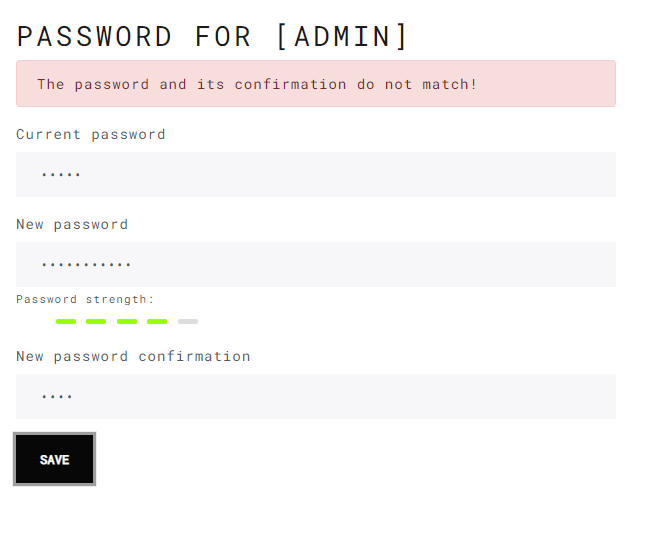 PASSWORD FOR [ADMIN]
The password and its confirmation do not match!
Current password
•••••
New password
•••••••••••
Password strength:
New password confirmation
••••
SAVE